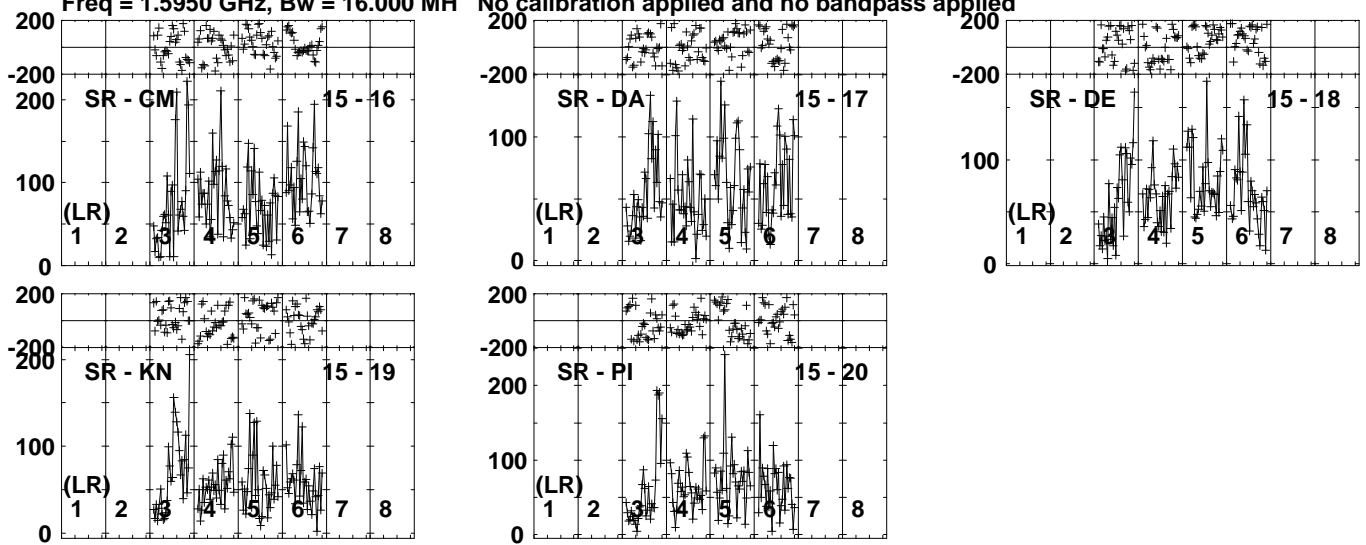 Freq = 1.5950 GHz, Bw = 16.000 MH   No calibration applied and no bandpass applied
200
-200
SR - CM 15 - 16
200
100
0
(LR)
1 2 3 4 5 6 7 8
200
-200
SR - DA 15 - 17
100
0
(LR)
1 2 3 4 5 6 7 8
200
-200
SR - DE 15 - 18
100
0
(LR)
1 2 3 4 5 6 7 8
200
-200
200
SR - KN 15 - 19
100
0
(LR)
1 2 3 4 5 6 7 8
200
-200
SR - PI 15 - 20
200
100
0
(LR)
1 2 3 4 5 6 7 8